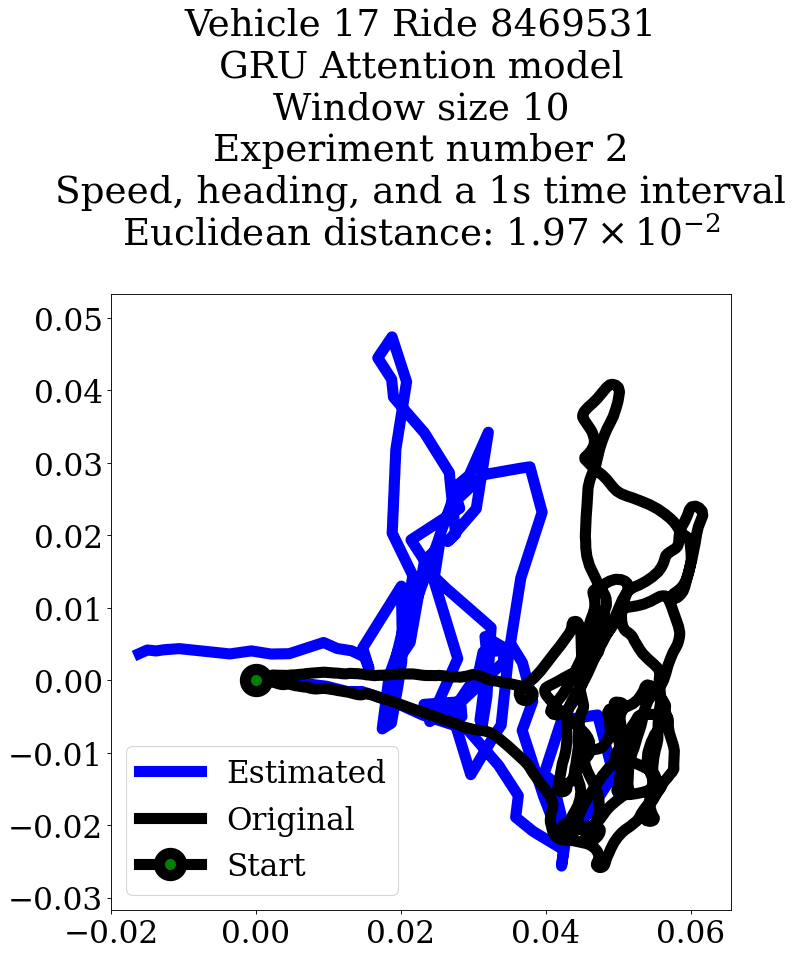 Vehicle 17 Ride 8469531
GRU Attention model
Window size 10
Experiment number 2
Speed, heading, and a 1s time interval
Euclidean distance: 1.97 × 10⁻²
0.05
0.04
0.03
0.02
0.01
0.00
−0.01
−0.02
−0.03
Estimated
Original
Start
−0.02 0.00 0.02 0.04 0.06